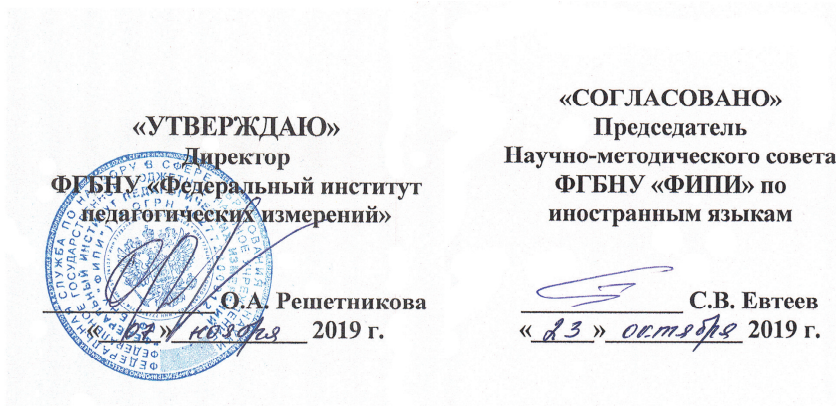 «УТВЕРЖДАЮ»
Директор
ФГБНУ «Федеральный институт
педагогических измерений»
О.А. Решетникова
«07» ноября 2019 г.
«СОГЛАСОВАНО»
Председатель
Научно-методического совета
ФГБНУ «ФИПИ» по
иностранным языкам
С.В. Евтеев
«23» октября 2019 г.